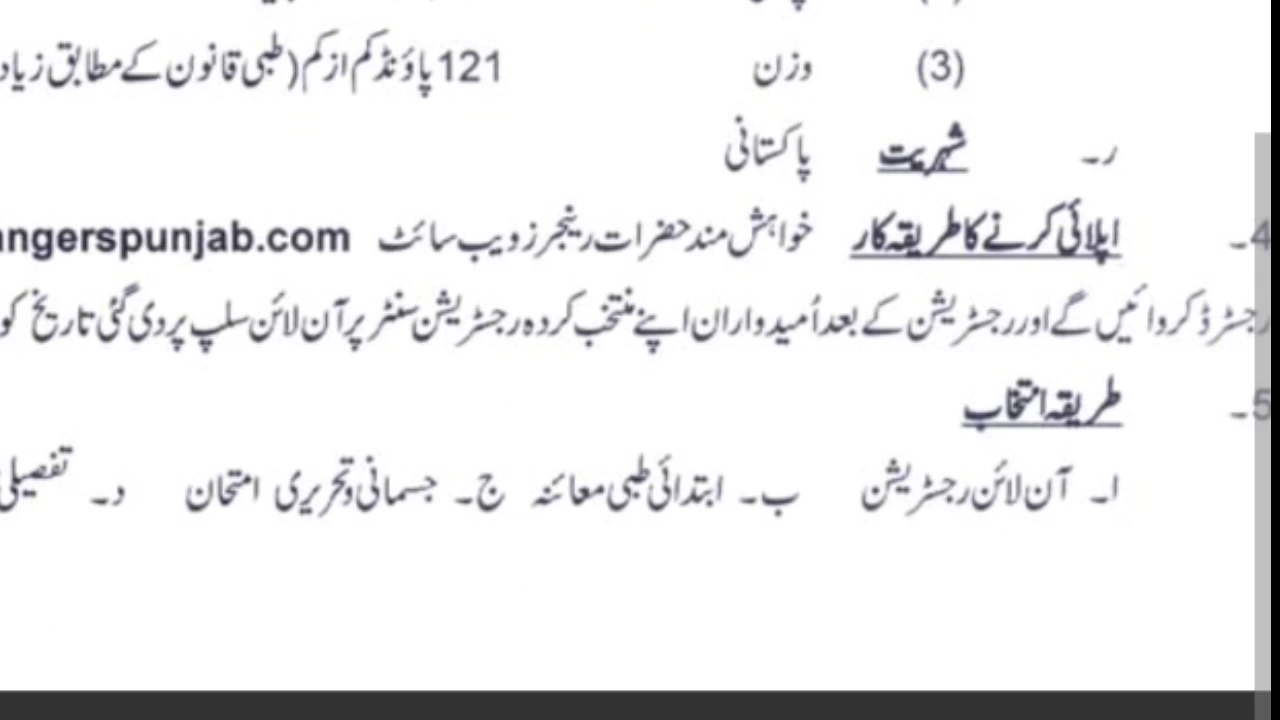 (3) وزن 121 پاؤنڈ کم از کم (طبی قانون کے مطابق زیاد
ر۔ شہریت پاکستانی
4۔ اپلائی کرنے کا طریقہ کار خواہش مند حضرات رینجرز ویب سائٹ angerspunjab.com
رجسٹرڈ کروائیں گے اور رجسٹریشن کے بعد اُمیدواران اپنے منتخب کردہ رجسٹریشن سنٹر پر آن لائن سلپ پر دی گئی تاریخ کو
5۔ طریقہ انتخاب
ا۔ آن لائن رجسٹریشن ب۔ ابتدائی طبی معائنہ ج۔ جسمانی وتحریری امتحان د۔ تفصیلی